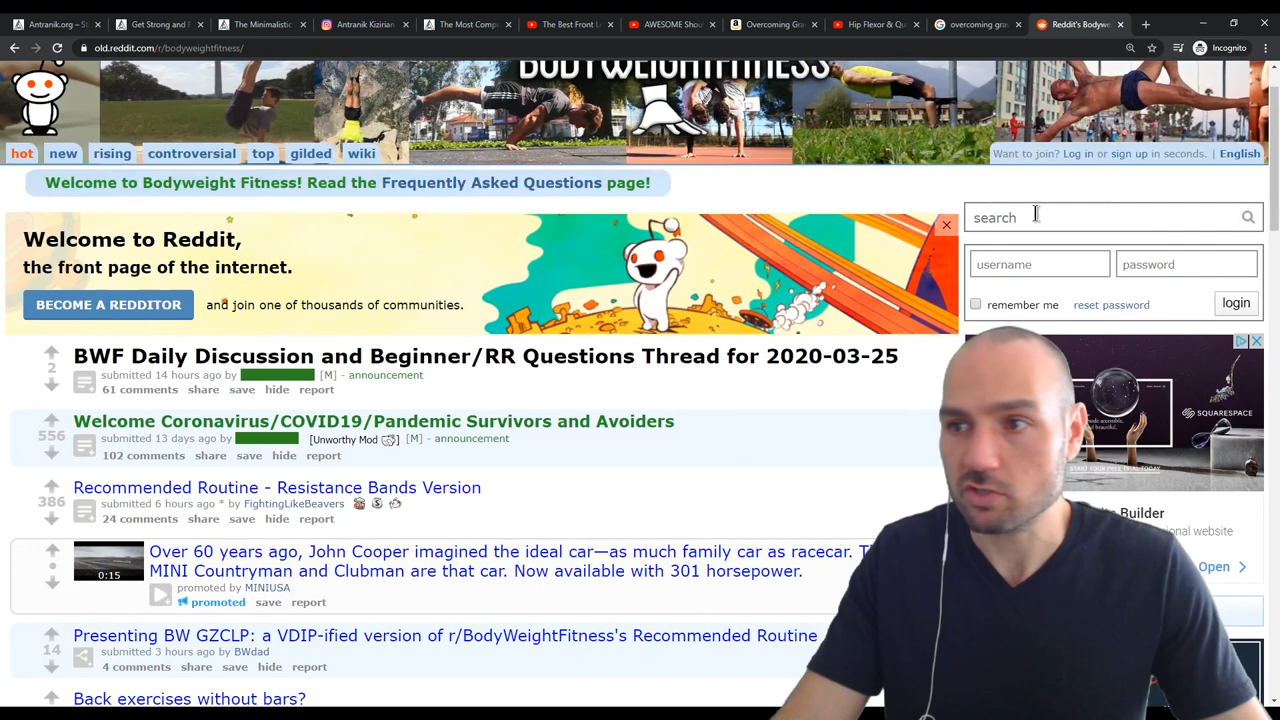 Antranik.org – S
Get Strong and F
The Minimalistic
Antranik Kizirian
The Most Comp
The Best Front L
AWESOME Shou
Overcoming Gra
Hip Flexor & Qu
overcoming grav
Reddit's Bodyw
old.reddit.com/r/bodyweightfitness/
Incognito
BODYWEIGHTFITNESS
hot new rising controversial top gilded wiki
Want to join? Log in or sign up in seconds. | English
Welcome to Bodyweight Fitness! Read the Frequently Asked Questions page!
search
Welcome to Reddit,
the front page of the internet.
BECOME A REDDITOR and join one of thousands of communities.
username password
remember me reset password login
BWF Daily Discussion and Beginner/RR Questions Thread for 2020-03-25
2
submitted 14 hours ago by [M] - announcement
61 comments share save hide report
Welcome Coronavirus/COVID19/Pandemic Survivors and Avoiders
556
submitted 13 days ago by [Unworthy Mod] [M] - announcement
102 comments share save hide report
SQUARESPACE
START YOUR FREE TRIAL TODAY
Recommended Routine - Resistance Bands Version
386
submitted 6 hours ago * by FightingLikeBeavers
24 comments share save hide report
Builder
ional website
Open
Over 60 years ago, John Cooper imagined the ideal car—as much family car as racecar. T
MINI Countryman and Clubman are that car. Now available with 301 horsepower.
0:15
promoted by MINIUSA
promoted save report
Presenting BW GZCLP: a VDIP-ified version of r/BodyWeightFitness's Recommended Routine
14
submitted 3 hours ago by BWdad
4 comments share save hide report
Back exercises without bars?